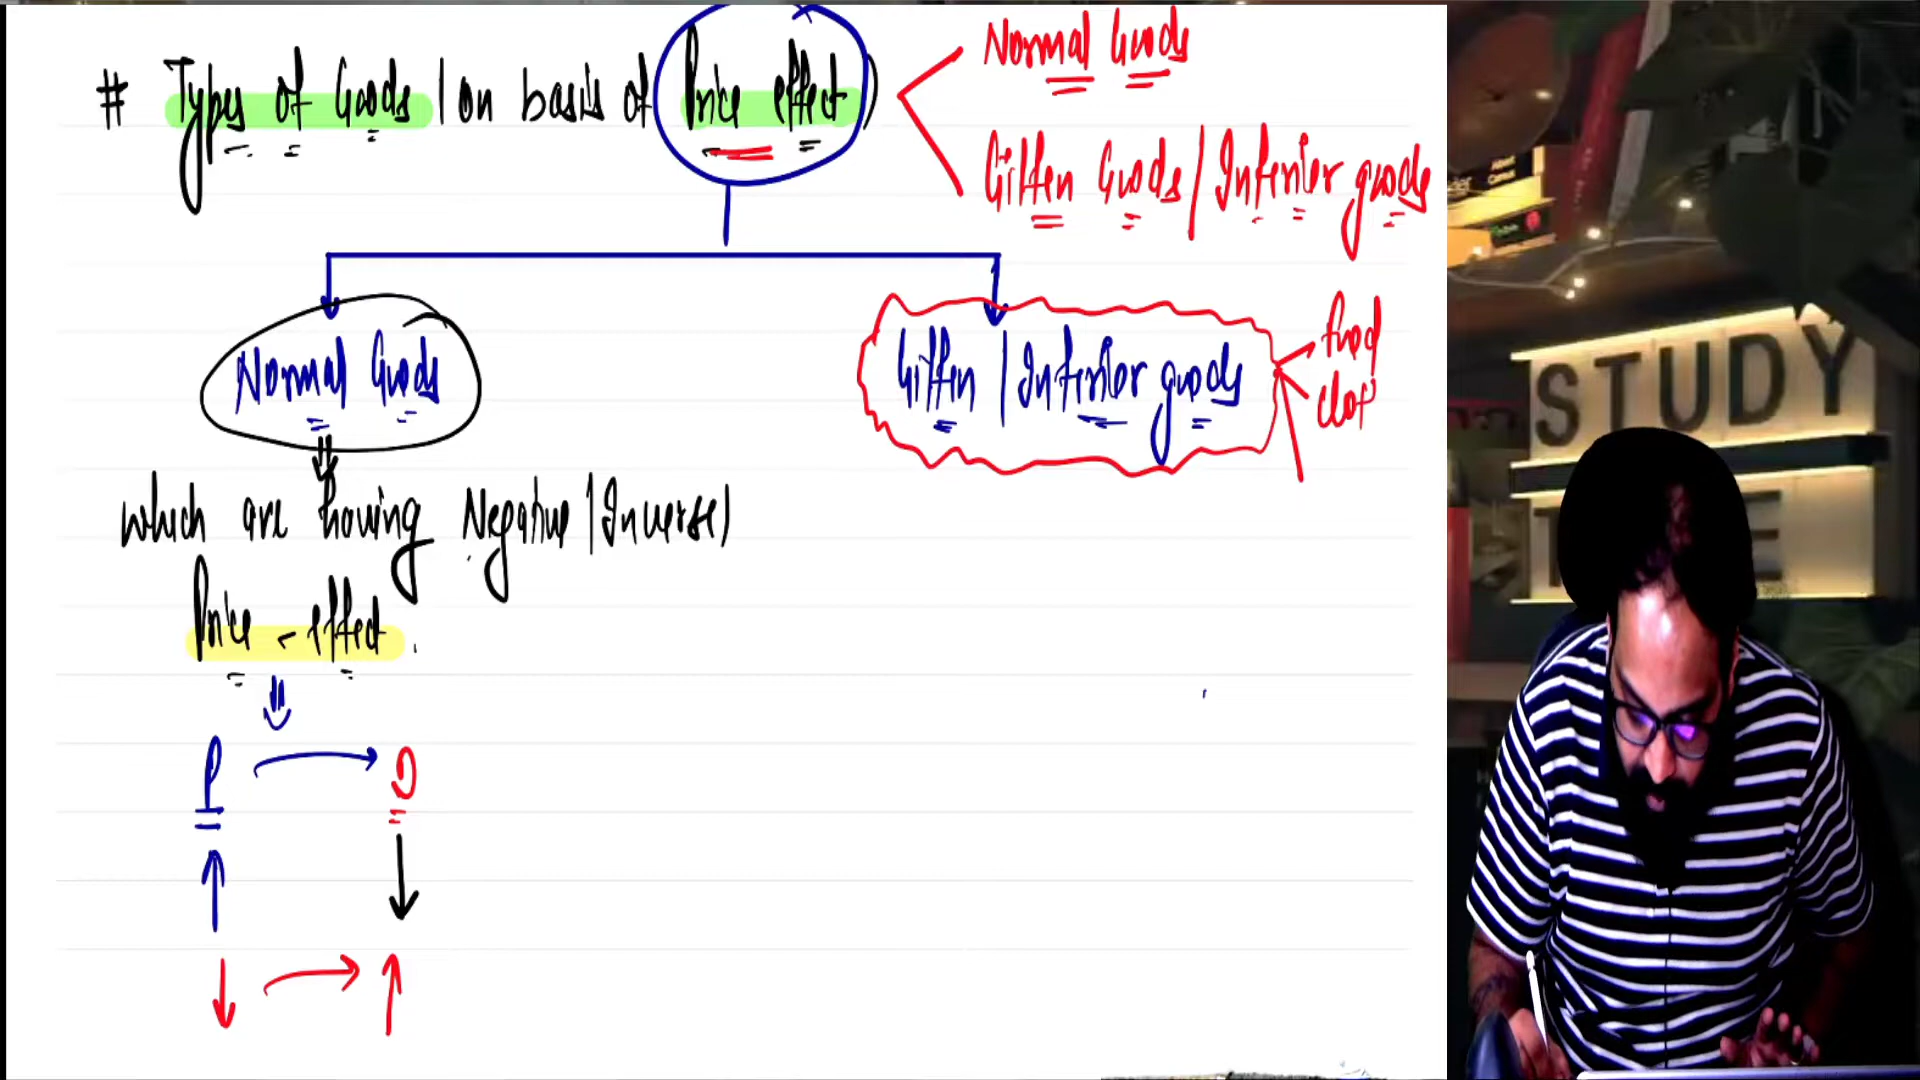 # Types of Goods (on basis of Price effect)
Normal Goods
Giffen Goods / Inferior goods
Normal Goods
Giffen / Inferior goods
food
clot
which are having Negative (Inverse)
Price - effect.
P → D
↑ ↓
↓ → ↑
STUDY